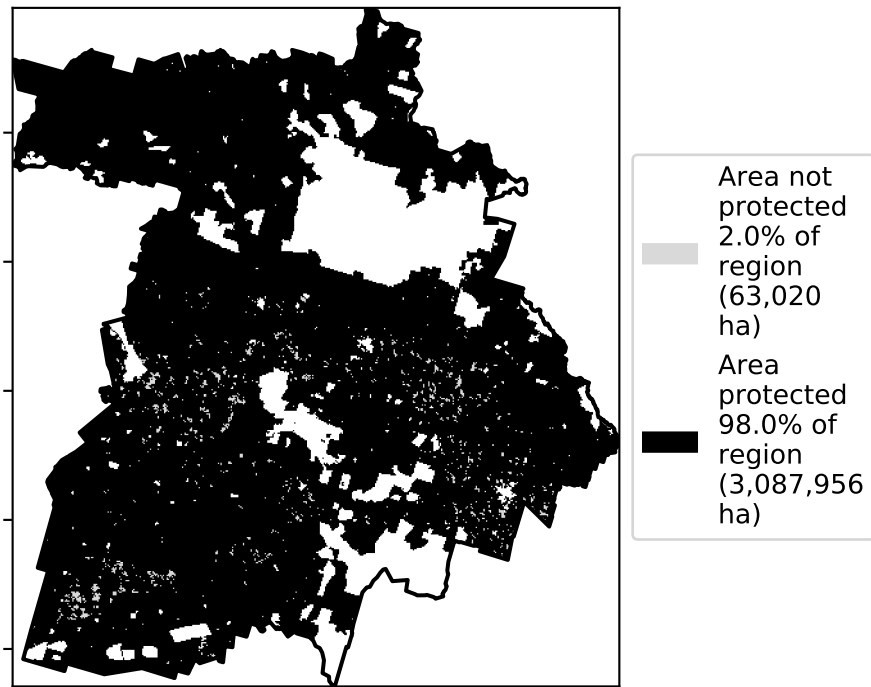 Area not
protected
2.0% of
region
(63,020
ha)
Area
protected
98.0% of
region
(3,087,956
ha)